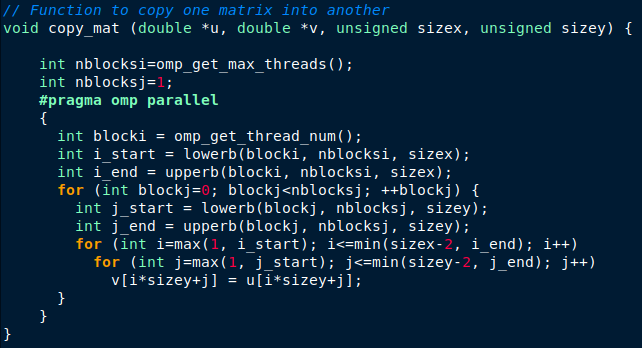 // Function to copy one matrix into another
void copy_mat (double *u, double *v, unsigned sizex, unsigned sizey) {
int nblocksi=omp_get_max_threads();
int nblocksj=1;
#pragma omp parallel
{
int blocki = omp_get_thread_num();
int i_start = lowerb(blocki, nblocksi, sizex);
int i_end = upperb(blocki, nblocksi, sizex);
for (int blockj=0; blockj<nblocksj; ++blockj) {
int j_start = lowerb(blockj, nblocksj, sizey);
int j_end = upperb(blockj, nblocksj, sizey);
for (int i=max(1, i_start); i<=min(sizex-2, i_end); i++)
for (int j=max(1, j_start); j<=min(sizey-2, j_end); j++)
v[i*sizey+j] = u[i*sizey+j];
}
}
}